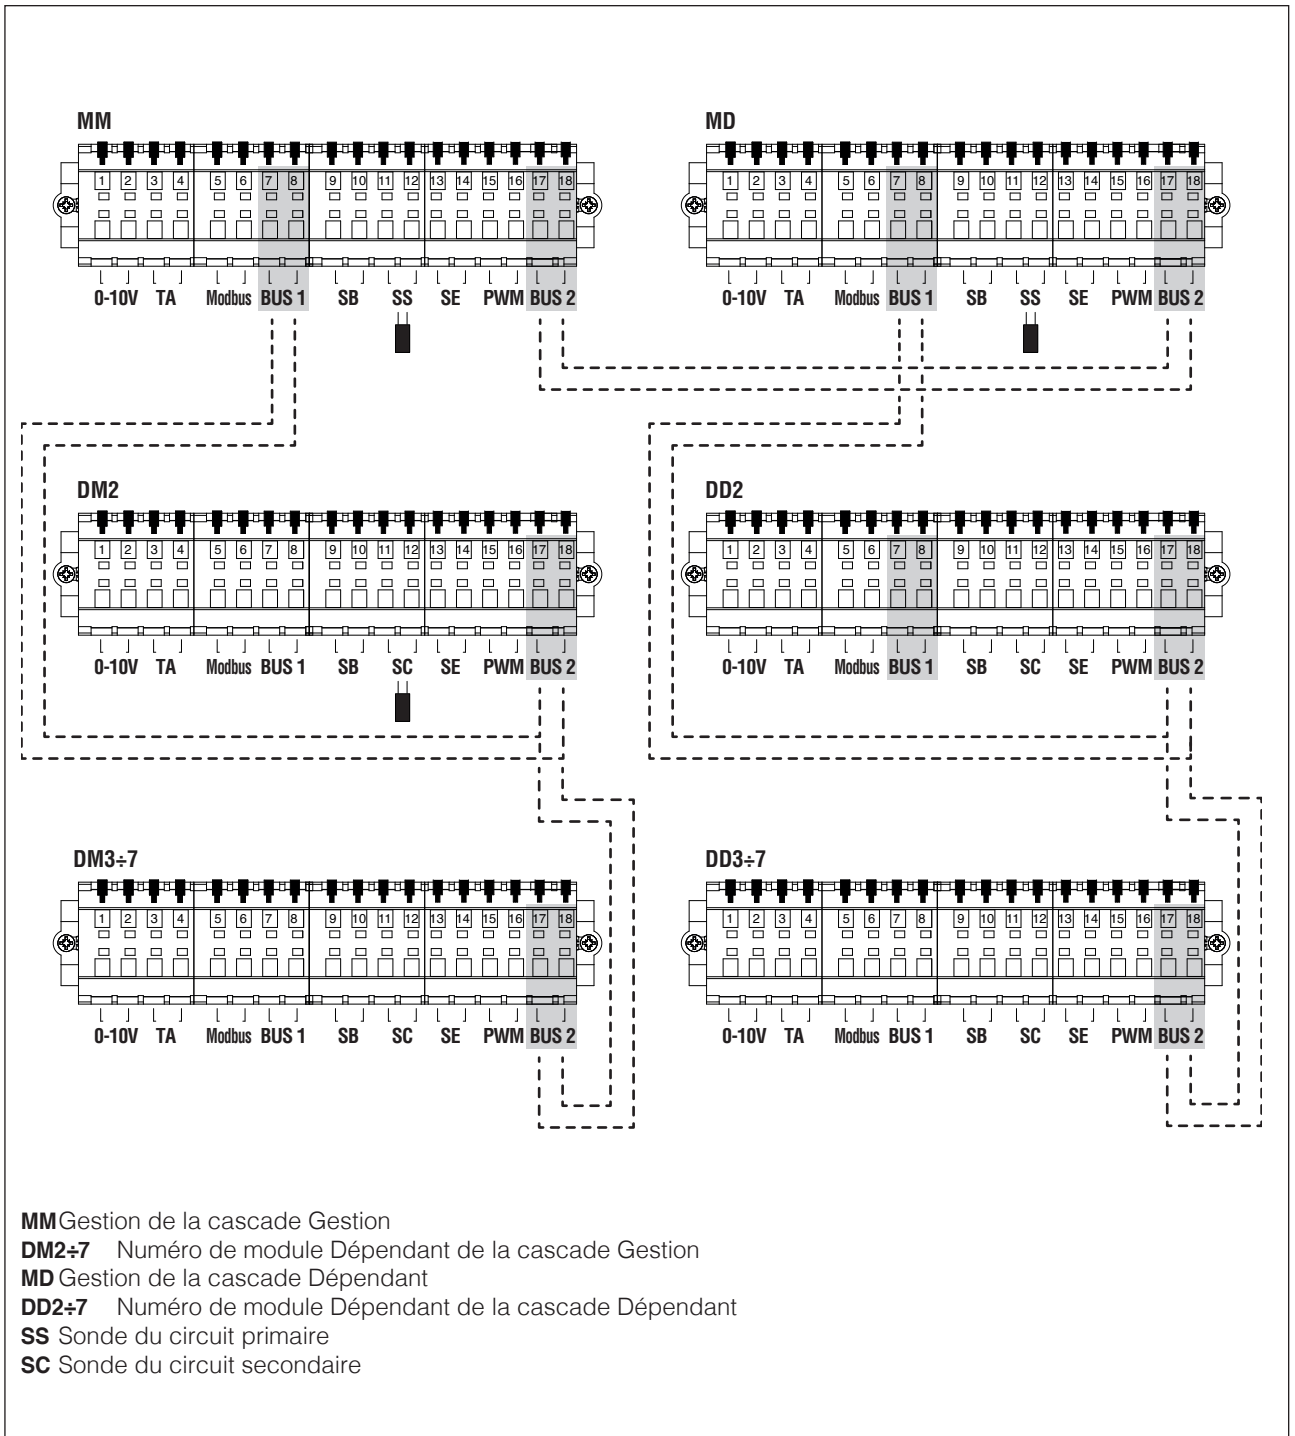 MM MD
1 2 3 4 5 6 7 8 9 10 11 12 13 14 15 16 17 18 1 2 3 4 5 6 7 8 9 10 11 12 13 14 15 16 17 18
0-10V TA Modbus BUS 1 SB SS SE PWM BUS 2 0-10V TA Modbus BUS 1 SB SS SE PWM BUS 2
DM2 DD2
1 2 3 4 5 6 7 8 9 10 11 12 13 14 15 16 17 18 1 2 3 4 5 6 7 8 9 10 11 12 13 14 15 16 17 18
0-10V TA Modbus BUS 1 SB SC SE PWM BUS 2 0-10V TA Modbus BUS 1 SB SC SE PWM BUS 2
DM3÷7 DD3÷7
1 2 3 4 5 6 7 8 9 10 11 12 13 14 15 16 17 18 1 2 3 4 5 6 7 8 9 10 11 12 13 14 15 16 17 18
0-10V TA Modbus BUS 1 SB SC SE PWM BUS 2 0-10V TA Modbus BUS 1 SB SC SE PWM BUS 2
MM Gestion de la cascade Gestion
DM2÷7 Numéro de module Dépendant de la cascade Gestion
MD Gestion de la cascade Dépendant
DD2÷7 Numéro de module Dépendant de la cascade Dépendant
SS Sonde du circuit primaire
SC Sonde du circuit secondaire